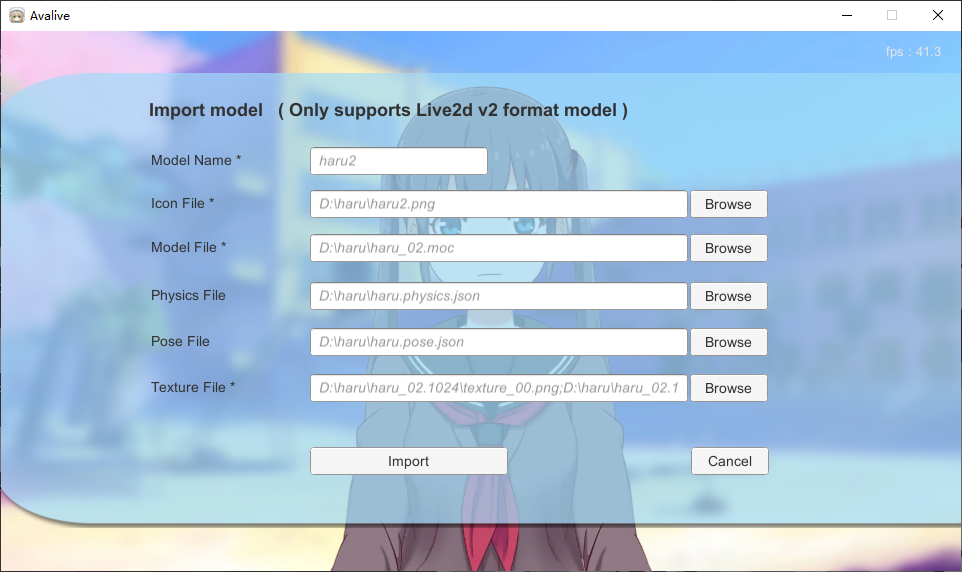 Avalive
fps : 41.3
Import model ( Only supports Live2d v2 format model )
Model Name * haru2
Icon File * D:\haru\haru2.png Browse
Model File * D:\haru\haru_02.moc Browse
Physics File D:\haru\haru.physics.json Browse
Pose File D:\haru\haru.pose.json Browse
Texture File * D:\haru\haru_02.1024\texture_00.png;D:\haru\haru_02.1 Browse
Import Cancel